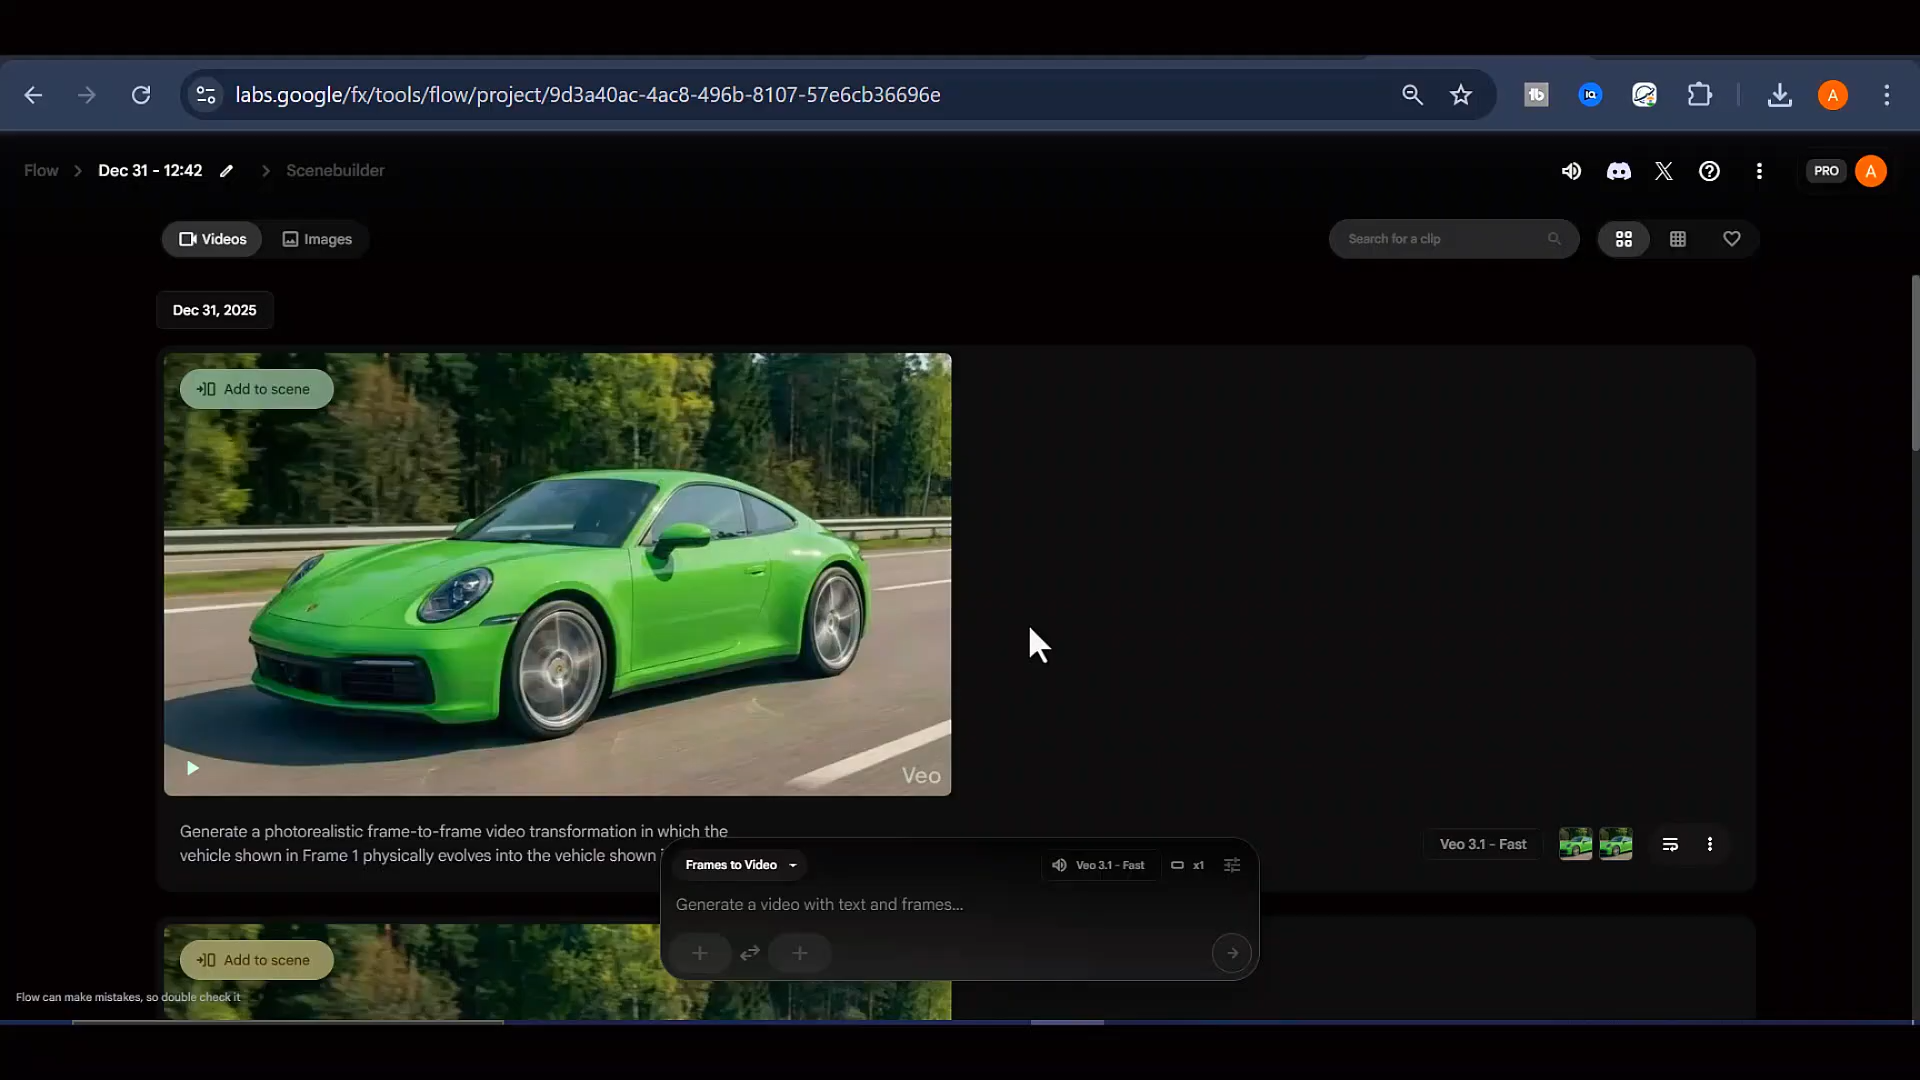 labs.google/fx/tools/flow/project/9d3a40ac-4ac8-496b-8107-57e6cb36696e
tb
IQ
A
Flow
Dec 31 - 12:42
Scenebuilder
PRO
A
Videos
Images
Search for a clip
Dec 31, 2025
Add to scene
Veo
Generate a photorealistic frame-to-frame video transformation in which the
vehicle shown in Frame 1 physically evolves into the vehicle shown
Veo 3.1 - Fast
Frames to Video
Veo 3.1 - Fast
x1
Generate a video with text and frames...
Add to scene
Flow can make mistakes, so double check it